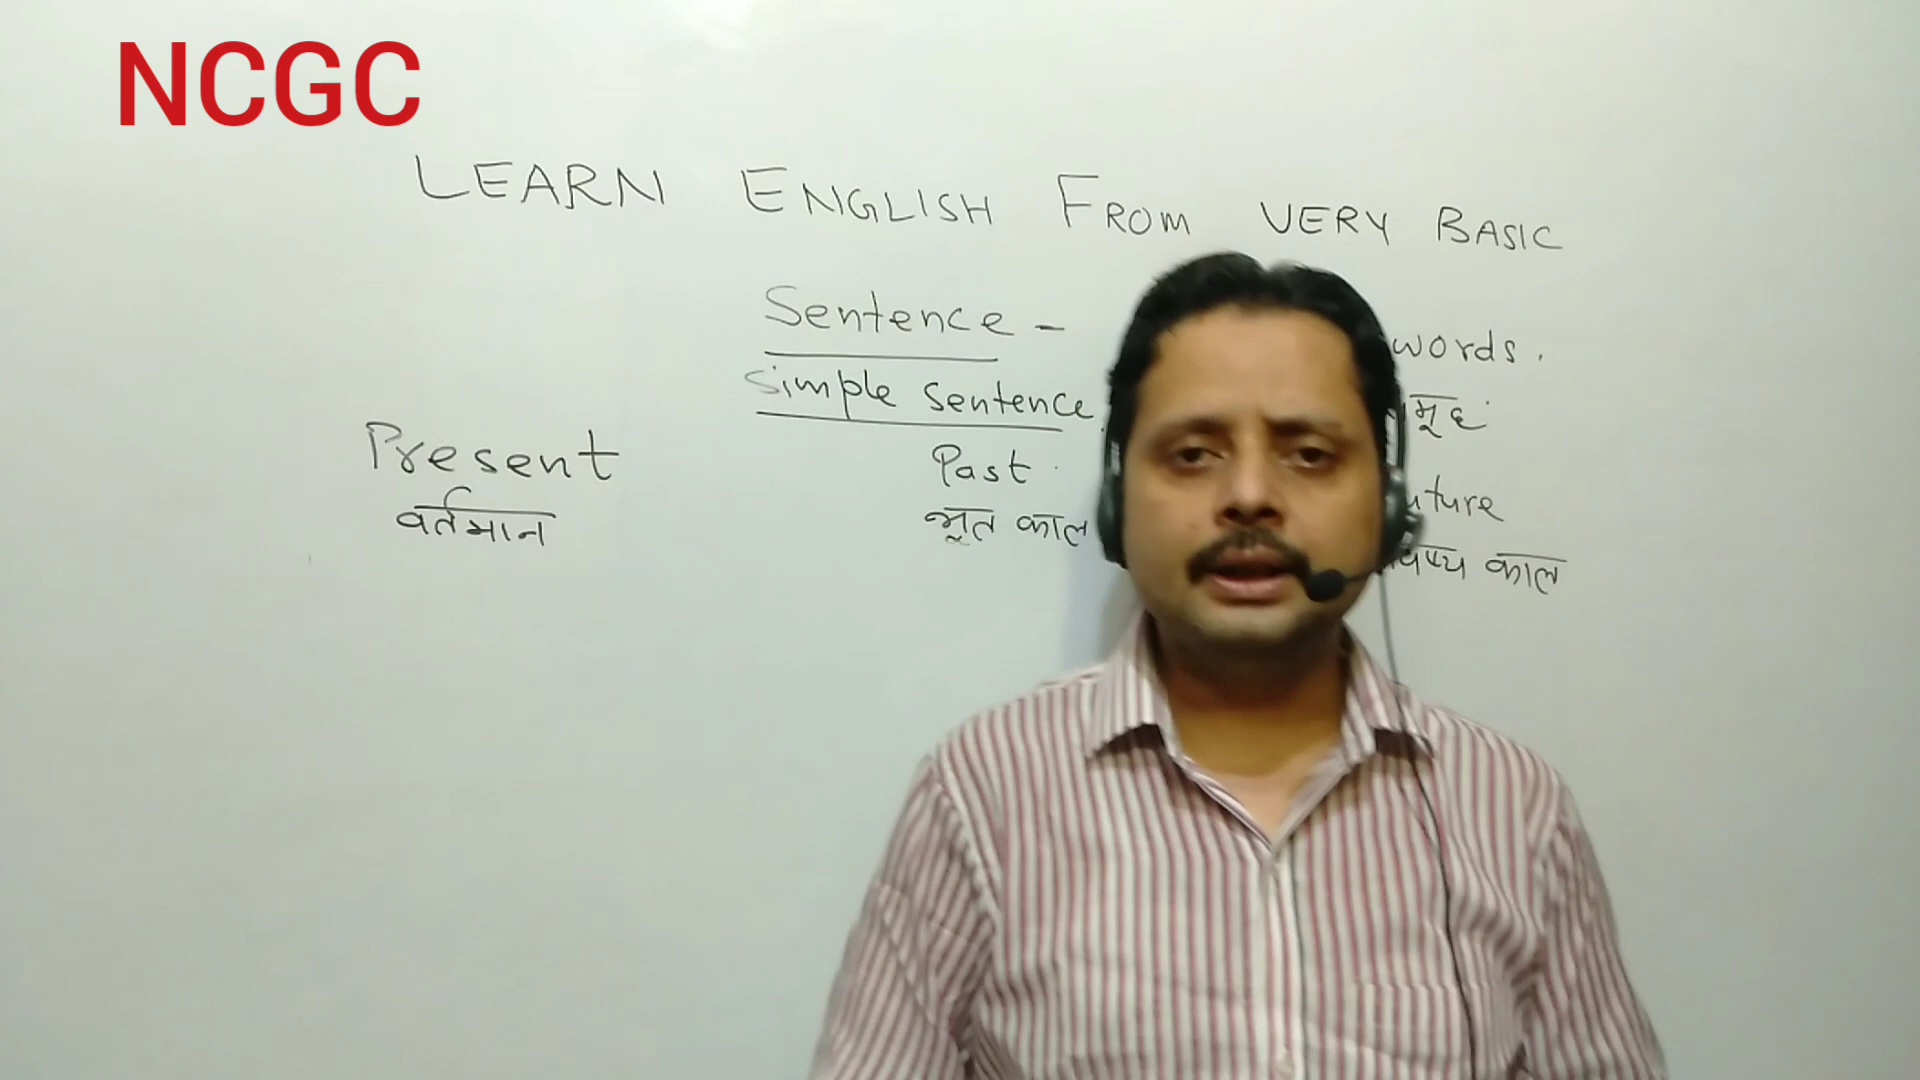 NCGC
LEARN ENGLISH FROM VERY BASIC
Sentence - words.
Simple sentence.
Present Past
वर्तमान भूत काल काल